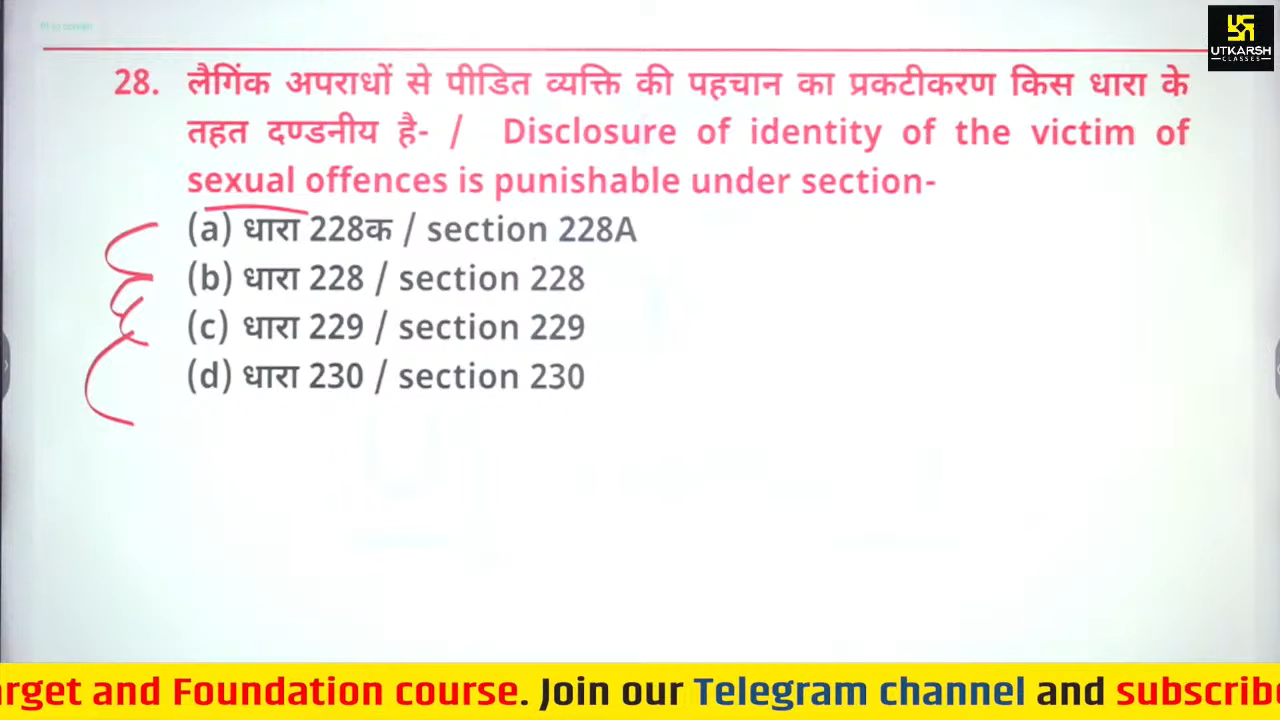 UTKARSH
CLASSES
28. लैगिंक अपराधों से पीडित व्यक्ति की पहचान का प्रकटीकरण किस धारा के
तहत दण्डनीय है- / Disclosure of identity of the victim of
sexual offences is punishable under section-
(a) धारा 228क / section 228A
(b) धारा 228 / section 228
(c) धारा 229 / section 229
(d) धारा 230 / section 230
arget and Foundation course. Join our Telegram channel and subscribe